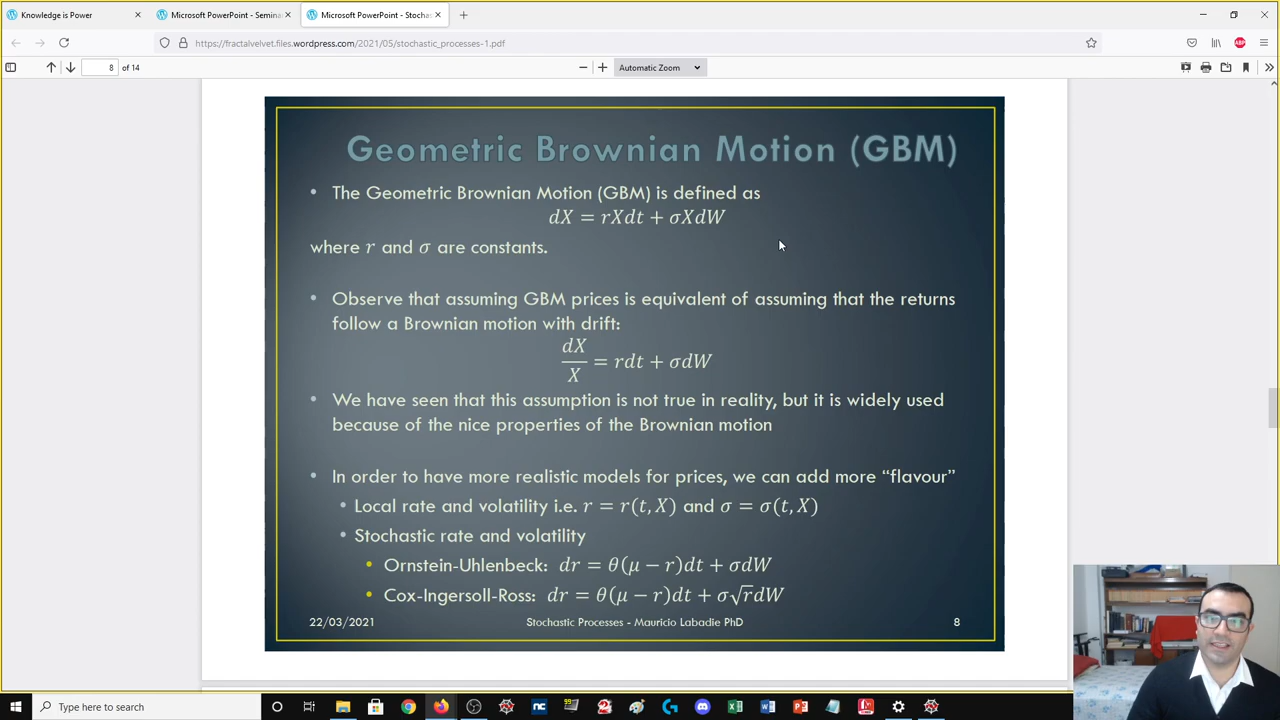 Knowledge is Power
Microsoft PowerPoint - Seminar
Microsoft PowerPoint - Stochas
https://fractalvelvet.files.wordpress.com/2021/05/stochastic_processes-1.pdf
ABP
8 of 14
Automatic Zoom
Geometric Brownian Motion (GBM)
• The Geometric Brownian Motion (GBM) is defined as
dX = rXdt + σXdW
where r and σ are constants.
• Observe that assuming GBM prices is equivalent of assuming that the returns
follow a Brownian motion with drift:
dX/X = rdt + σdW
• We have seen that this assumption is not true in reality, but it is widely used
because of the nice properties of the Brownian motion
• In order to have more realistic models for prices, we can add more “flavour”
• Local rate and volatility i.e. r = r(t, X) and σ = σ(t, X)
• Stochastic rate and volatility
• Ornstein-Uhlenbeck: dr = θ(μ − r)dt + σdW
• Cox-Ingersoll-Ross: dr = θ(μ − r)dt + σ√rdW
22/03/2021 Stochastic Processes - Mauricio Labadie PhD 8
Type here to search